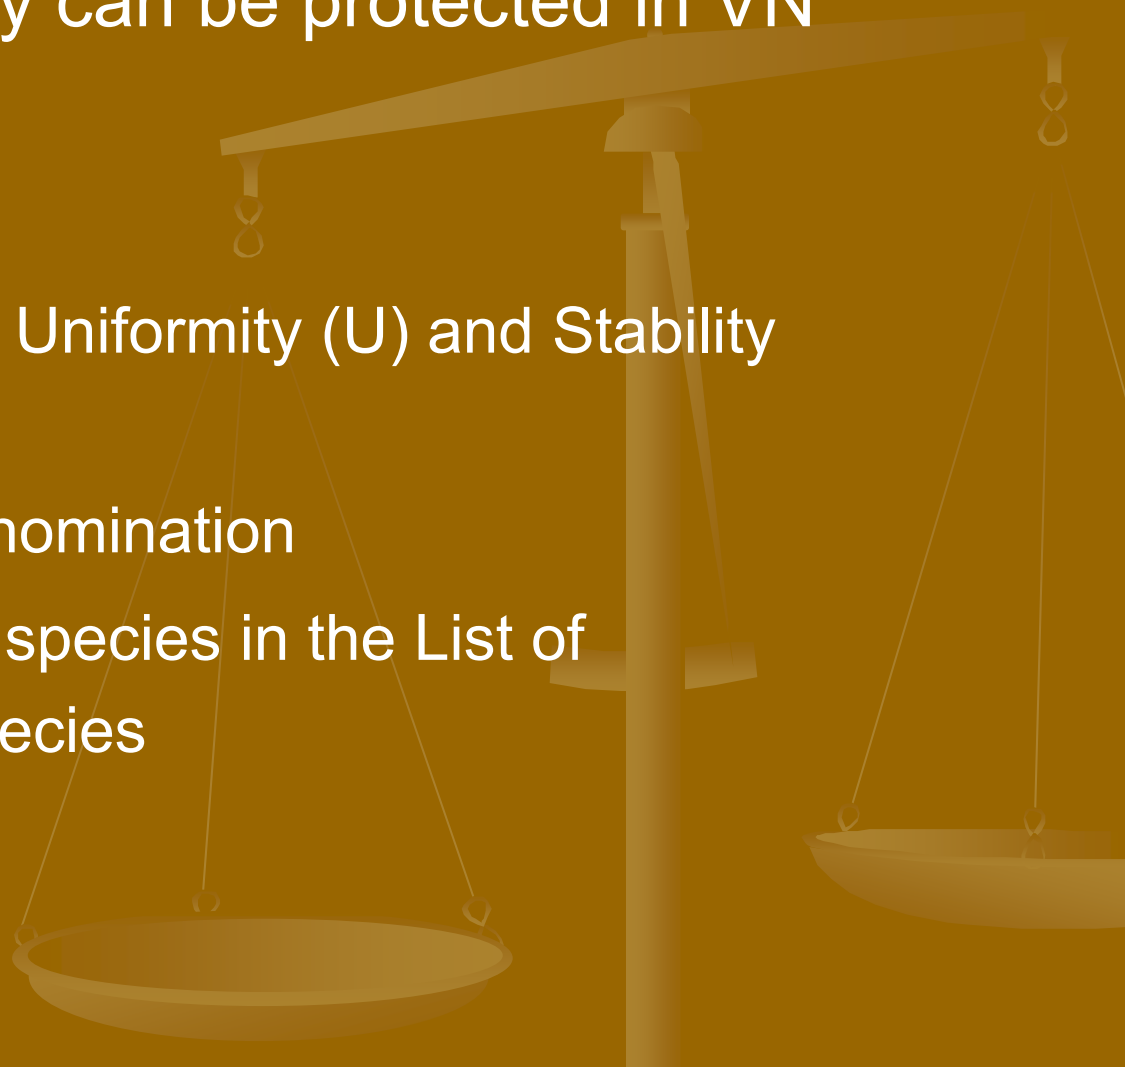 y can be protected in VN
Uniformity (U) and Stability
nomination
species in the List of
ecies